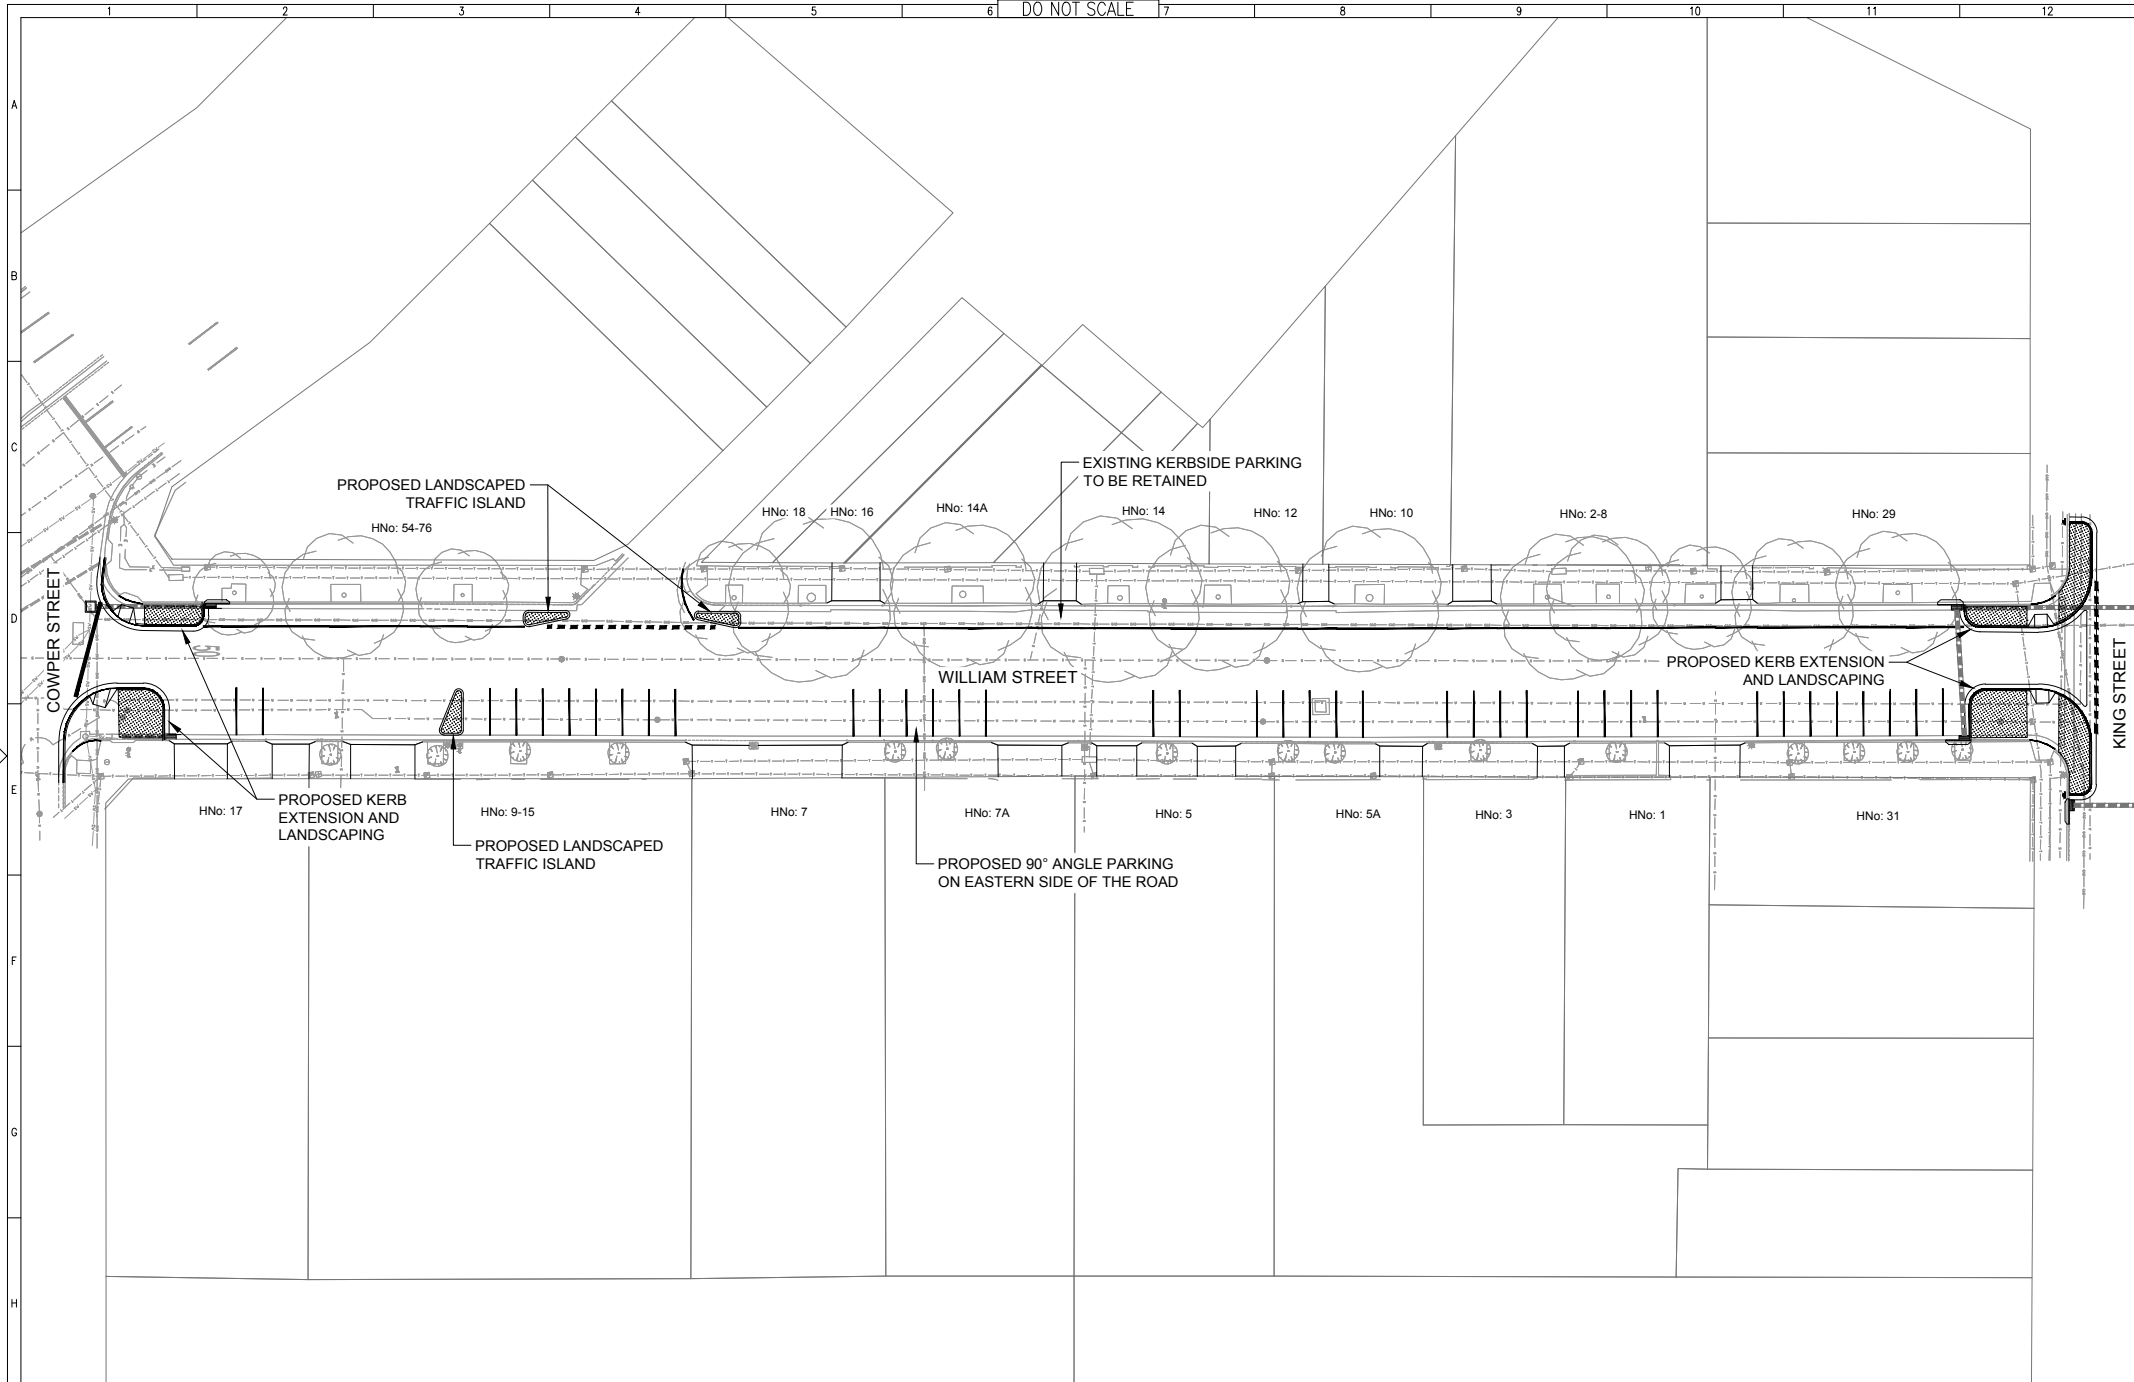 DO NOT SCALE
1 2 3 4 5 6 7 8 9 10 11 12
A
B
C
D
E
F
G
H
EXISTING KERBSIDE PARKING
TO BE RETAINED
PROPOSED LANDSCAPED
TRAFFIC ISLAND
HNo: 54-76
HNo: 18
HNo: 16
HNo: 14A
HNo: 14
HNo: 12
HNo: 10
HNo: 2-8
HNo: 29
COWPER STREET
50
WILLIAM STREET
PROPOSED KERB EXTENSION
AND LANDSCAPING
KING STREET
HNo: 17
PROPOSED KERB
EXTENSION AND
LANDSCAPING
HNo: 9-15
PROPOSED LANDSCAPED
TRAFFIC ISLAND
HNo: 7
HNo: 7A
HNo: 5
HNo: 5A
HNo: 3
HNo: 1
HNo: 31
PROPOSED 90° ANGLE PARKING
ON EASTERN SIDE OF THE ROAD